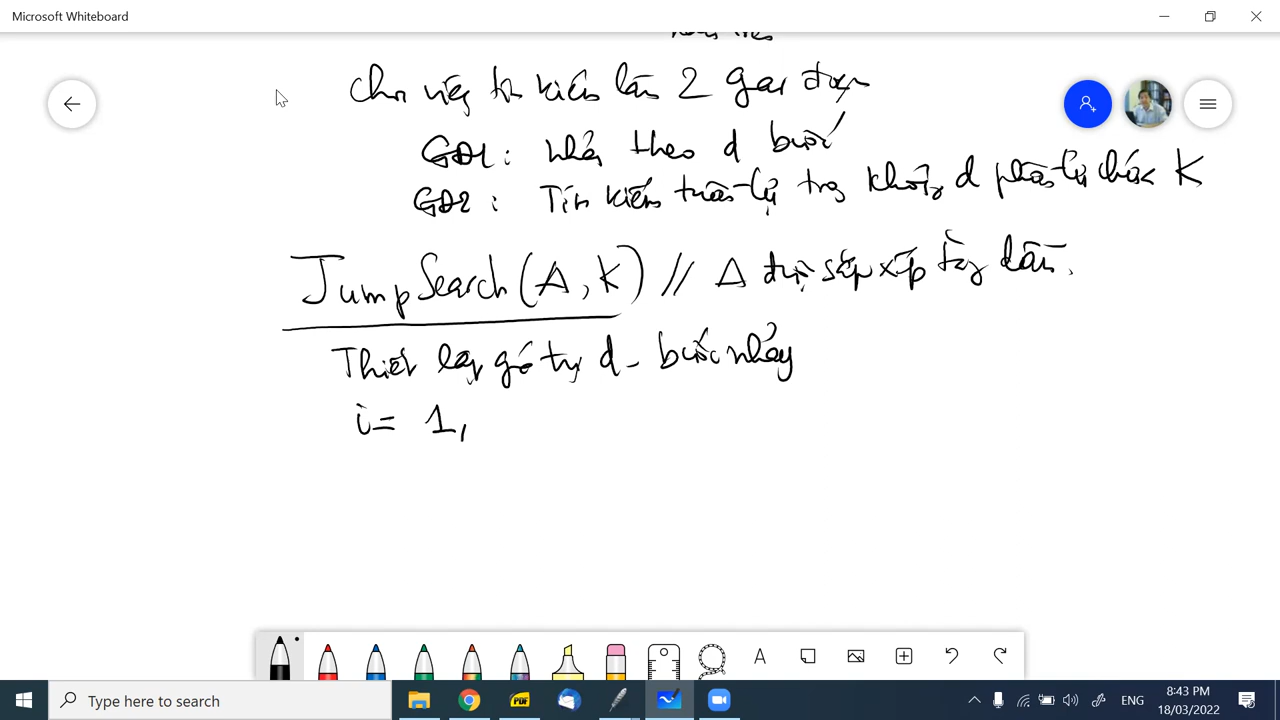 Microsoft Whiteboard
Chia việc tìm kiếm làm 2 giai đoạn
GĐ1: nhảy theo d bước
GĐ2: Tìm kiếm tuần tự trong khối d phần tử chứa K
JumpSearch(A, K) // A được sắp xếp tăng dần.
Thiết lập giá trị d - bước nhảy
i = 1,
A
PDF
Type here to search
ENG
8:43 PM
18/03/2022